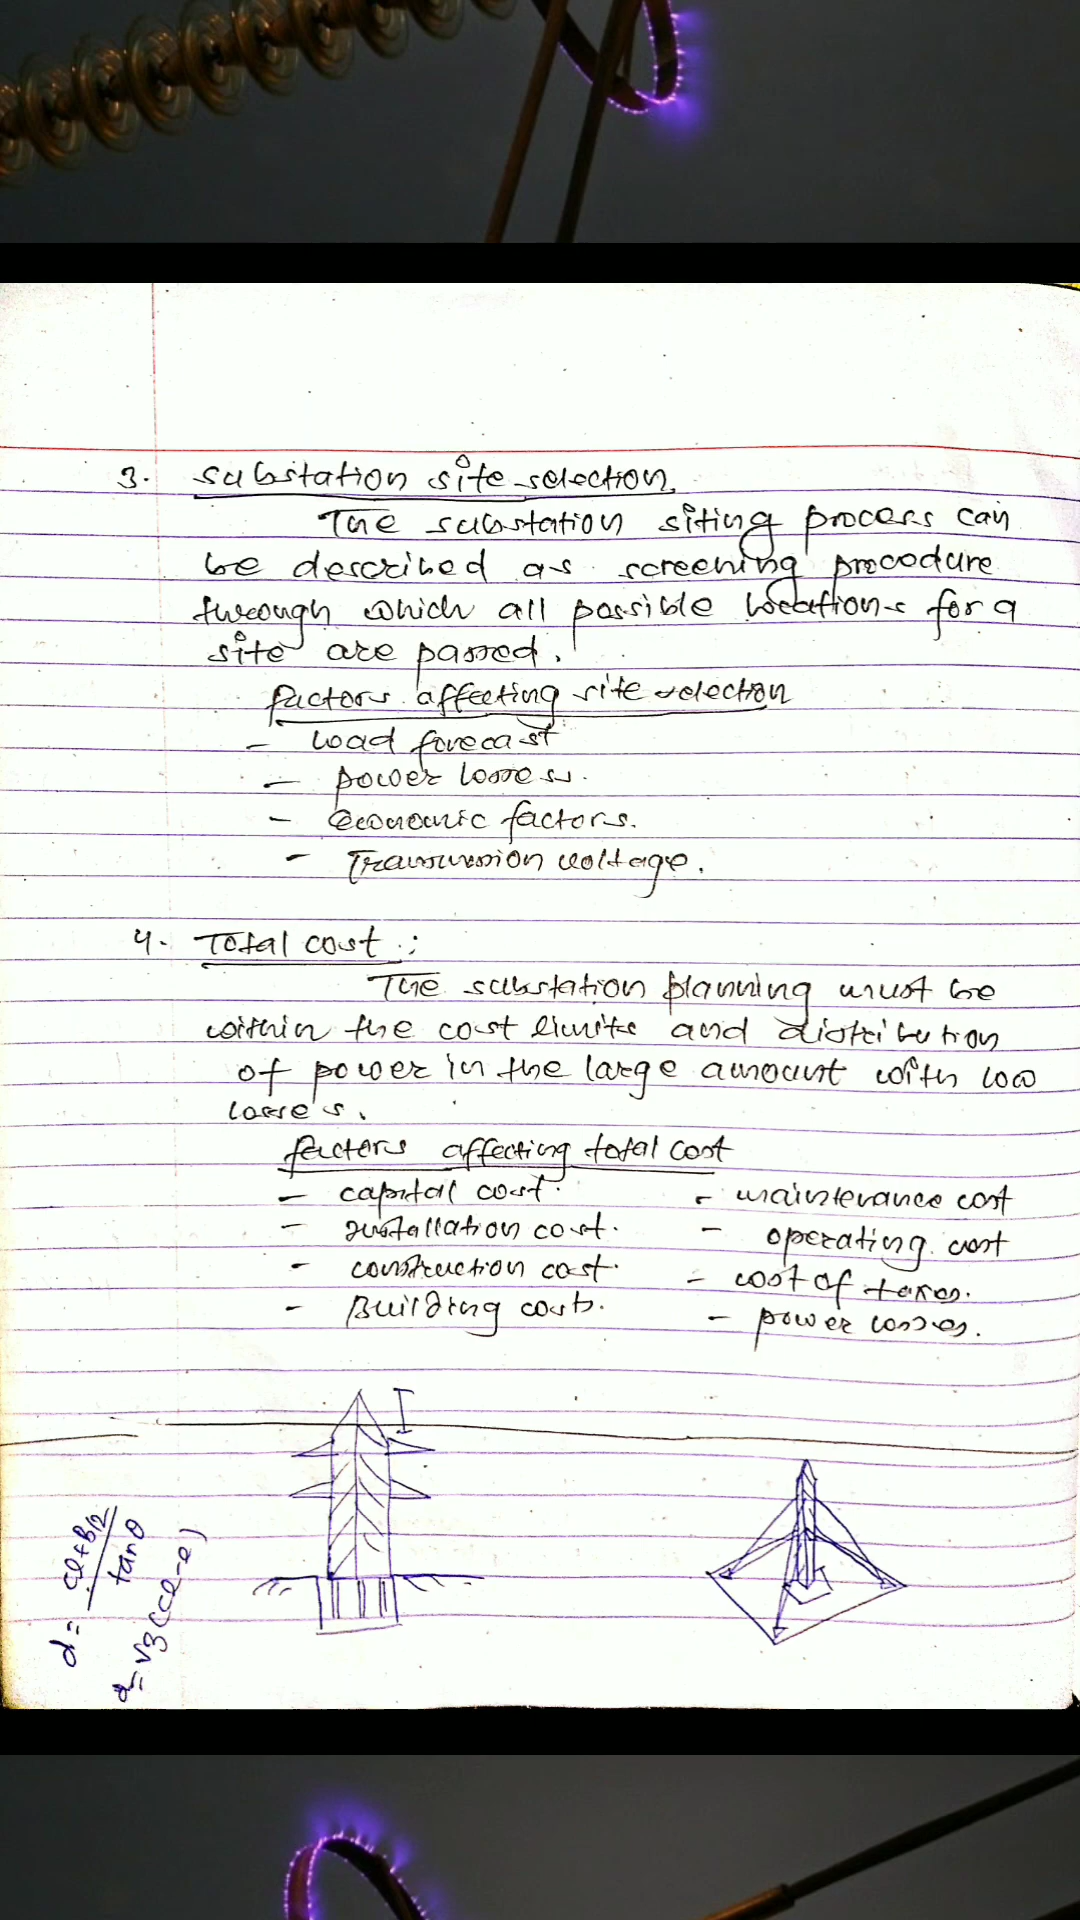 3. Substation site selection.
The substation siting process can
be described as screening procedure
through which all possible locations for a
site are passed.
factors affecting site selection
- Load forecast
- power losses.
- Economic factors.
- Transmission voltage.
4. Total cost :
The substation planning must be
within the cost limits and distribution
of power in the large amount with low
losses.
factors affecting total cost
- capital cost.
- Installation cost.
- construction cost.
- Building costs.
- maintenance cost
- operating cost
- cost of taxes.
- power losses.
d = 
tan θ